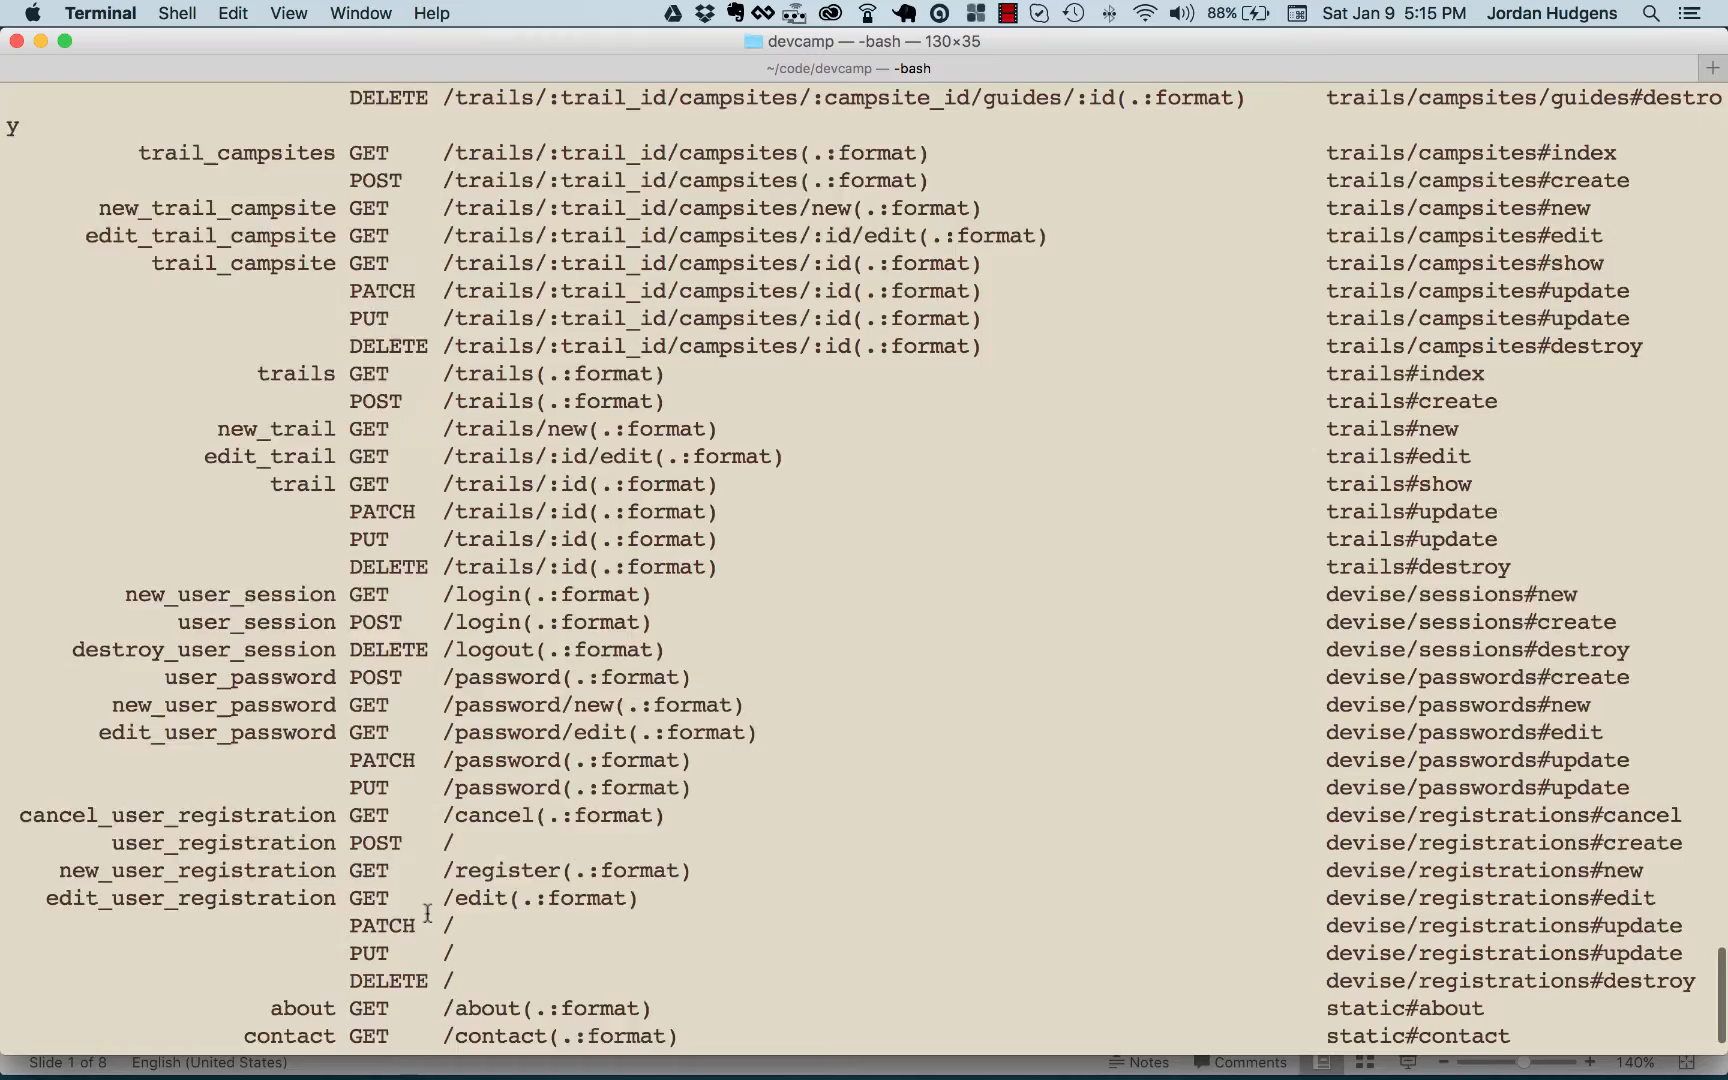 Terminal Shell Edit View Window Help 88% Sat Jan 9 5:15 PM Jordan Hudgens
devcamp — -bash — 130×35
~/code/devcamp — -bash
DELETE /trails/:trail_id/campsites/:campsite_id/guides/:id(.:format) trails/campsites/guides#destro
y
trail_campsites GET /trails/:trail_id/campsites(.:format) trails/campsites#index
POST /trails/:trail_id/campsites(.:format) trails/campsites#create
new_trail_campsite GET /trails/:trail_id/campsites/new(.:format) trails/campsites#new
edit_trail_campsite GET /trails/:trail_id/campsites/:id/edit(.:format) trails/campsites#edit
trail_campsite GET /trails/:trail_id/campsites/:id(.:format) trails/campsites#show
PATCH /trails/:trail_id/campsites/:id(.:format) trails/campsites#update
PUT /trails/:trail_id/campsites/:id(.:format) trails/campsites#update
DELETE /trails/:trail_id/campsites/:id(.:format) trails/campsites#destroy
trails GET /trails(.:format) trails#index
POST /trails(.:format) trails#create
new_trail GET /trails/new(.:format) trails#new
edit_trail GET /trails/:id/edit(.:format) trails#edit
trail GET /trails/:id(.:format) trails#show
PATCH /trails/:id(.:format) trails#update
PUT /trails/:id(.:format) trails#update
DELETE /trails/:id(.:format) trails#destroy
new_user_session GET /login(.:format) devise/sessions#new
user_session POST /login(.:format) devise/sessions#create
destroy_user_session DELETE /logout(.:format) devise/sessions#destroy
user_password POST /password(.:format) devise/passwords#create
new_user_password GET /password/new(.:format) devise/passwords#new
edit_user_password GET /password/edit(.:format) devise/passwords#edit
PATCH /password(.:format) devise/passwords#update
PUT /password(.:format) devise/passwords#update
cancel_user_registration GET /cancel(.:format) devise/registrations#cancel
user_registration POST / devise/registrations#create
new_user_registration GET /register(.:format) devise/registrations#new
edit_user_registration GET /edit(.:format) devise/registrations#edit
PATCH / devise/registrations#update
PUT / devise/registrations#update
DELETE / devise/registrations#destroy
about GET /about(.:format) static#about
contact GET /contact(.:format) static#contact
Slide 1 of 8 English (United States) Notes Comments 140%